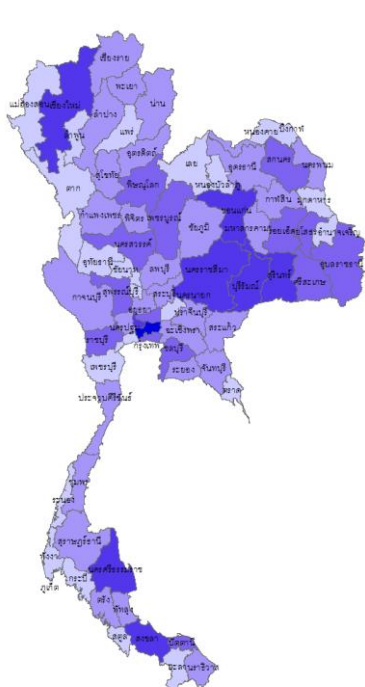 เชียงราย
แม่ฮ่องสอน
เชียงใหม่
พะเยา
น่าน
ลำปาง
ลำพูน
แพร่
อุตรดิตถ์
ตาก
สุโขทัย
พิษณุโลก
เลย
หนองคาย
บึงกาฬ
หนองบัวลำภู
อุดรธานี
สกลนคร
นครพนม
กำแพงเพชร
พิจิตร
เพชรบูรณ์
ขอนแก่น
กาฬสินธุ์
มุกดาหาร
ชัยภูมิ
มหาสารคาม
ร้อยเอ็ด
ยโสธร
อำนาจเจริญ
นครสวรรค์
อุทัยธานี
ชัยนาท
ลพบุรี
นครราชสีมา
บุรีรัมย์
สุรินทร์
ศรีสะเกษ
อุบลราชธานี
กาญจนบุรี
สุพรรณบุรี
สระบุรี
นครนายก
อยุธยา
ปราจีนบุรี
นครปฐม
ฉะเชิงเทรา
สระแก้ว
ราชบุรี
กรุงเทพ
ชลบุรี
เพชรบุรี
ระยอง
จันทบุรี
ตราด
ประจวบคีรีขันธ์
ชุมพร
ระนอง
สุราษฎร์ธานี
พังงา
นครศรีธรรมราช
ภูเก็ต
กระบี่
ตรัง
พัทลุง
สตูล
สงขลา
ปัตตานี
ยะลา
นราธิวาส